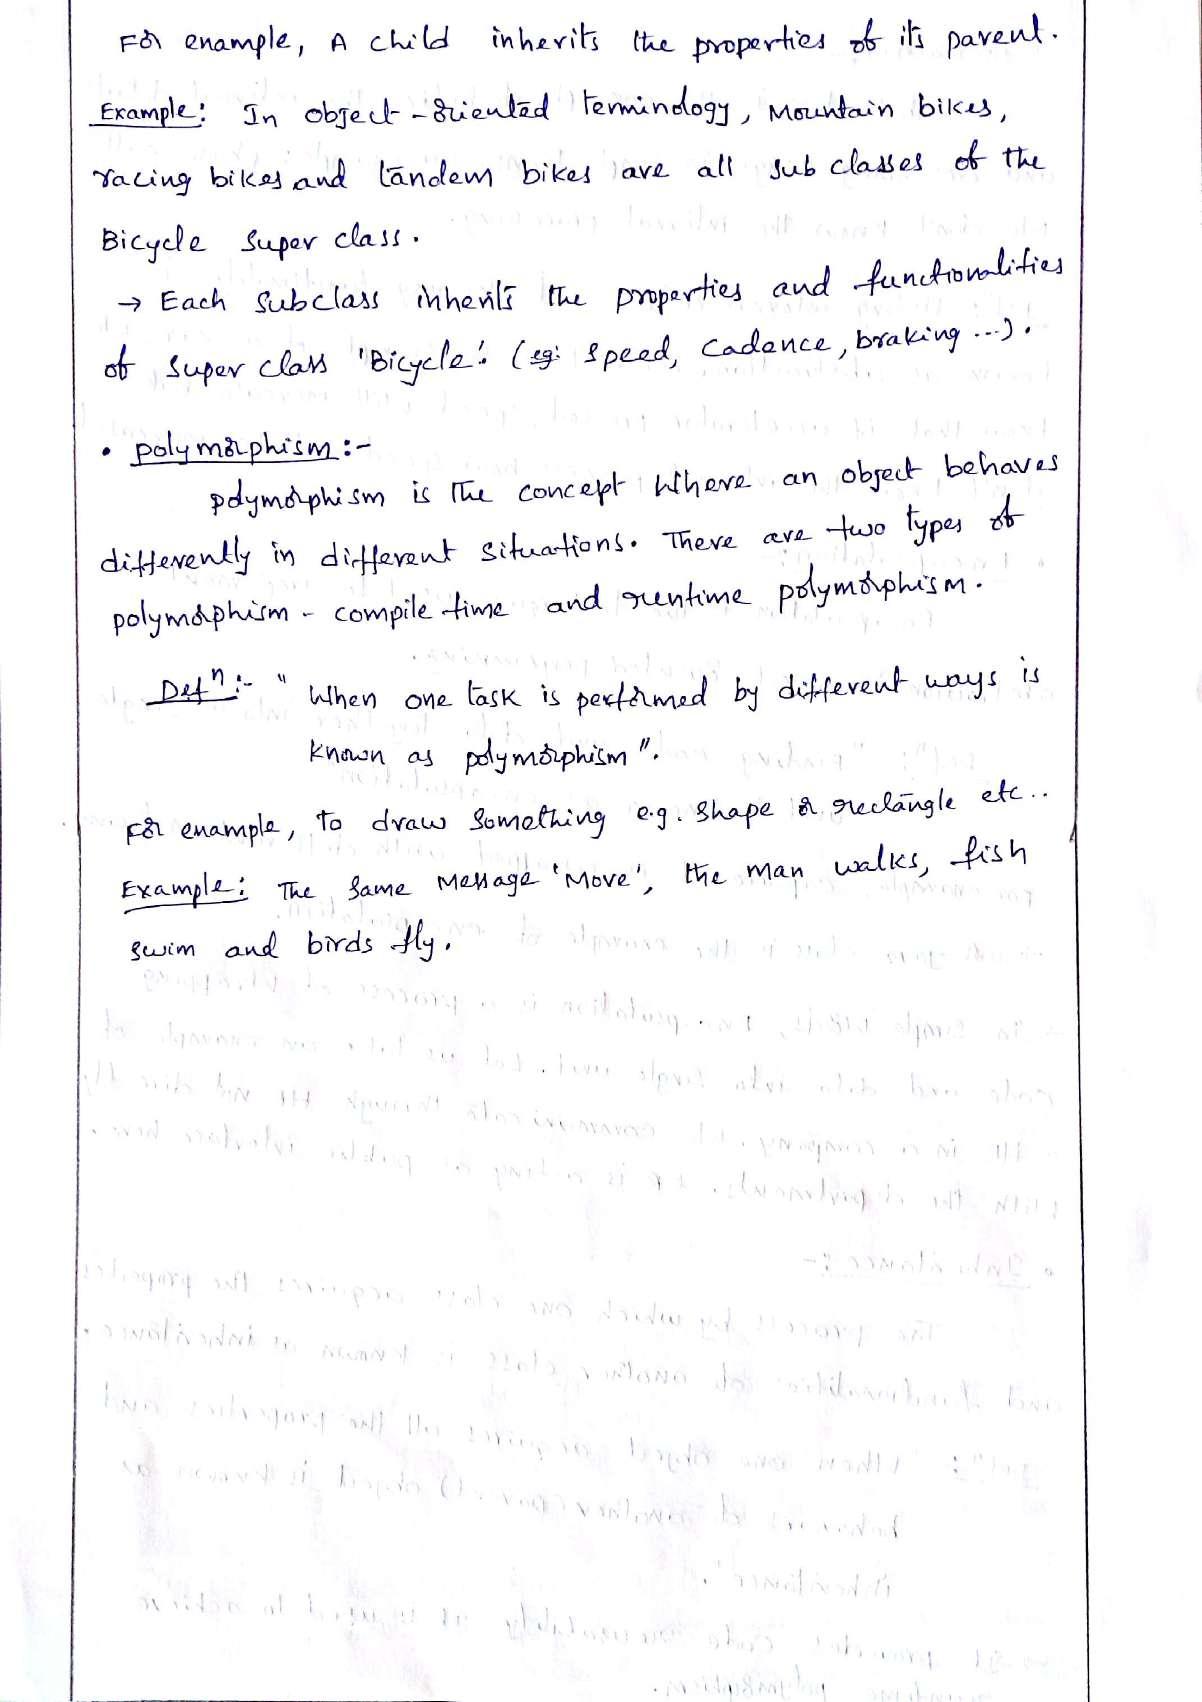 For example, A child inherits the properties of its parent.
Example: In object-oriented terminology, Mountain bikes,
racing bikes and tandem bikes are all sub classes of the
Bicycle super class.
→ Each subclass inherits the properties and functionalities
of super class 'Bicycle'. (eg: speed, cadence, braking ...).
• polymorphism :-
polymorphism is the concept where an object behaves
differently in different situations. There are two types of
polymorphism - compile time and runtime polymorphism.
Defn :- " When one task is performed by different ways is
known as polymorphism".
For example, to draw something e.g. shape or rectangle etc..
Example: The same Message 'Move', the man walks, fish
swim and birds fly.